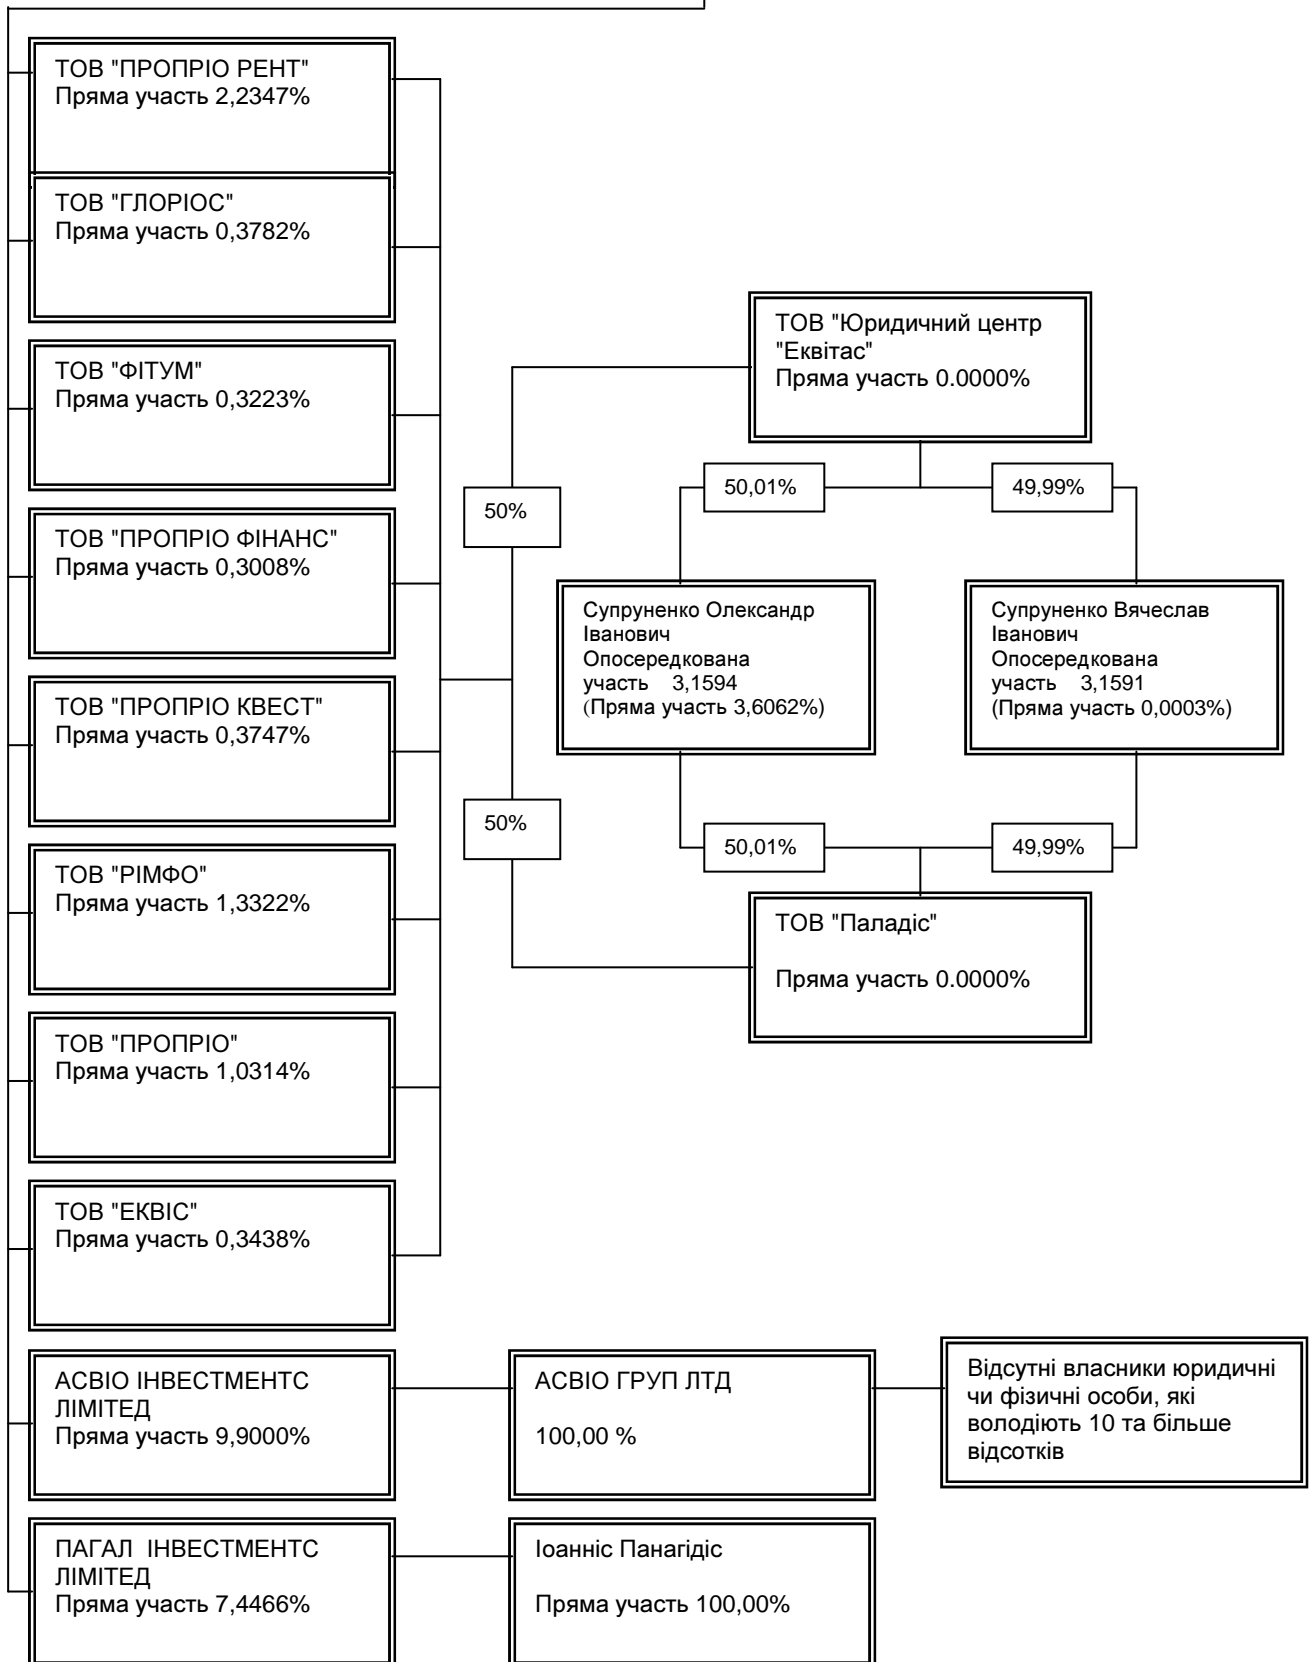 ТОВ "ПРОПРІО РЕНТ"
Пряма участь 2,2347%
ТОВ "ГЛОРІОС"
Пряма участь 0,3782%
ТОВ "ФІТУМ"
Пряма участь 0,3223%
ТОВ "ПРОПРІО ФІНАНС"
Пряма участь 0,3008%
ТОВ "ПРОПРІО КВЕСТ"
Пряма участь 0,3747%
ТОВ "РІМФО"
Пряма участь 1,3322%
ТОВ "ПРОПРІО"
Пряма участь 1,0314%
ТОВ "ЕКВІС"
Пряма участь 0,3438%
50%
50%
ТОВ "Юридичний центр
"Еквітас"
Пряма участь 0.0000%
50,01%
49,99%
Супруненко Олександр
Іванович
Опосередкована
участь 3,1594
(Пряма участь 3,6062%)
Супруненко Вячеслав
Іванович
Опосередкована
участь 3,1591
(Пряма участь 0,0003%)
50,01%
49,99%
ТОВ "Паладіс"
Пряма участь 0.0000%
АСВІО ІНВЕСТМЕНТС
ЛІМІТЕД
Пряма участь 9,9000%
АСВІО ГРУП ЛТД
100,00 %
Відсутні власники юридичні
чи фізичні особи, які
володіють 10 та більше
відсотків
ПАГАЛ ІНВЕСТМЕНТС
ЛІМІТЕД
Пряма участь 7,4466%
Іоанніс Панагідіс
Пряма участь 100,00%